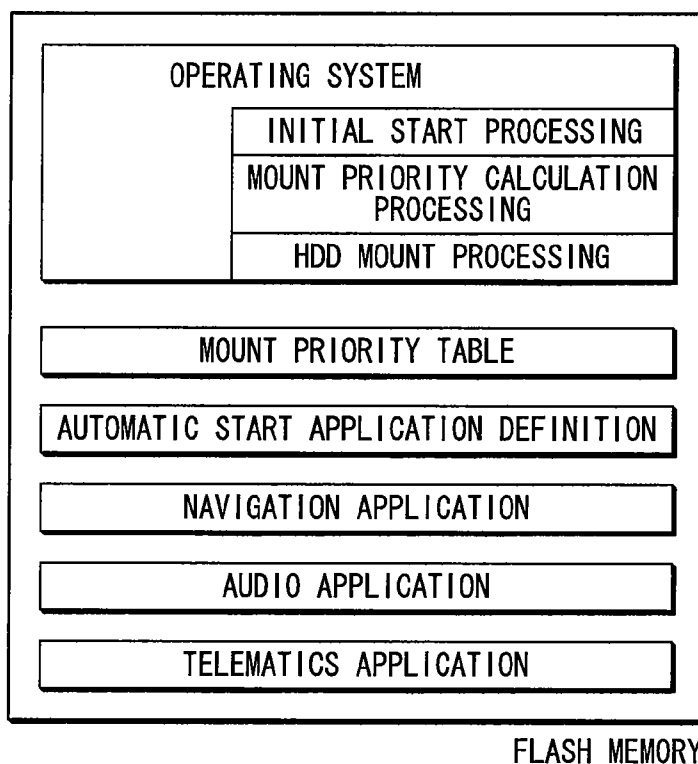 OPERATING SYSTEM
INITIAL START PROCESSING
MOUNT PRIORITY CALCULATION
PROCESSING
HDD MOUNT PROCESSING
MOUNT PRIORITY TABLE
AUTOMATIC START APPLICATION DEFINITION
NAVIGATION APPLICATION
AUDIO APPLICATION
TELEMATICS APPLICATION
FLASH MEMORY